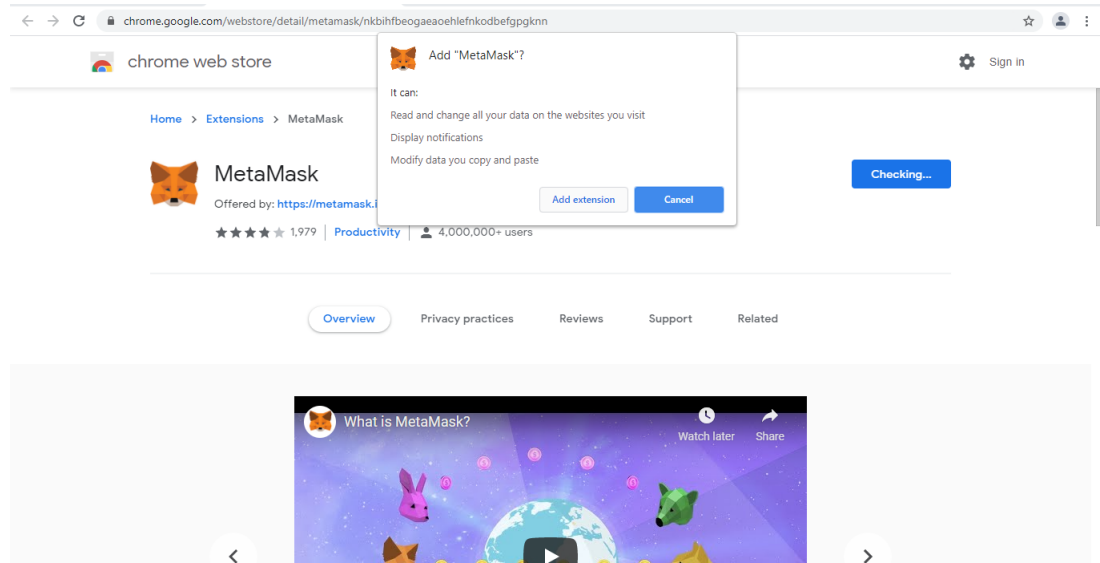 chrome.google.com/webstore/detail/metamask/nkbihfbeogaeaoehlefnkodbefgpgknn
chrome web store
Sign in
Add "MetaMask"?
It can:
Read and change all your data on the websites you visit
Display notifications
Modify data you copy and paste
Add extension
Cancel
Home > Extensions > MetaMask
MetaMask
Checking...
Offered by: https://metamask.i
1,979 Productivity 4,000,000+ users
Overview Privacy practices Reviews Support Related
What is MetaMask?
Watch later Share